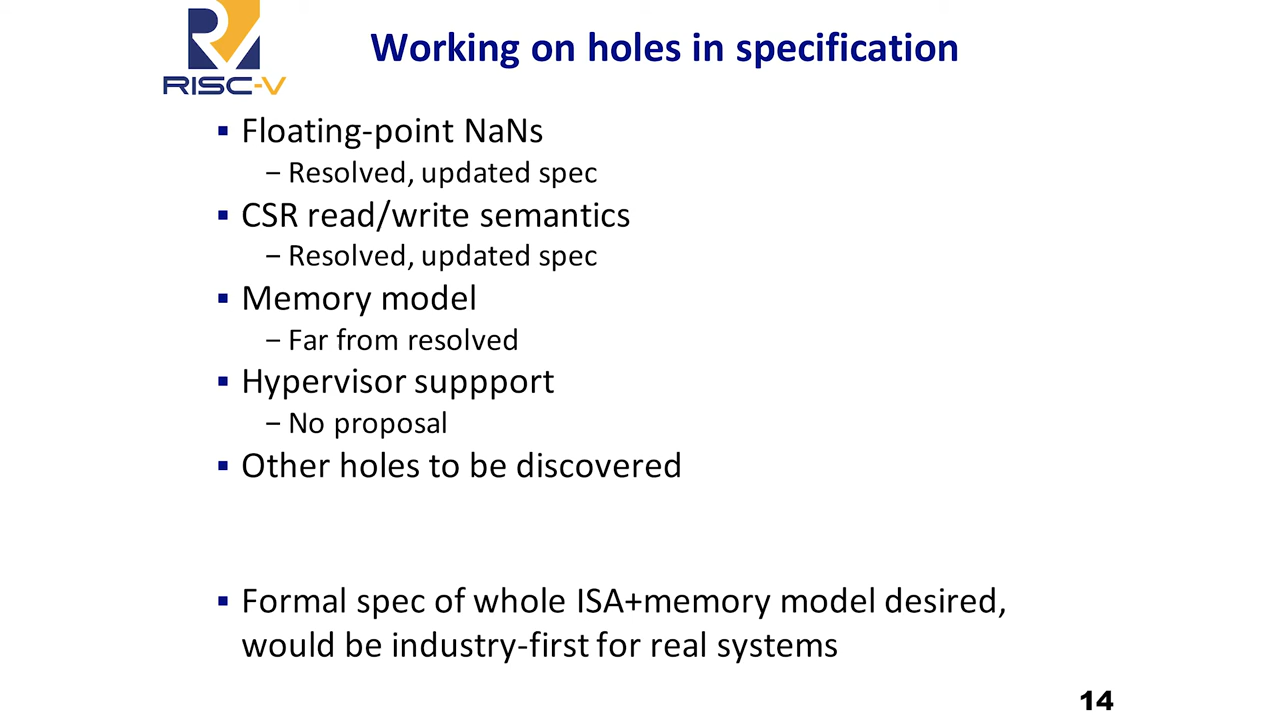 RISC-V
Working on holes in specification
▪ Floating-point NaNs
– Resolved, updated spec
▪ CSR read/write semantics
– Resolved, updated spec
▪ Memory model
– Far from resolved
▪ Hypervisor suppport
– No proposal
▪ Other holes to be discovered
▪ Formal spec of whole ISA+memory model desired,
would be industry-first for real systems
14